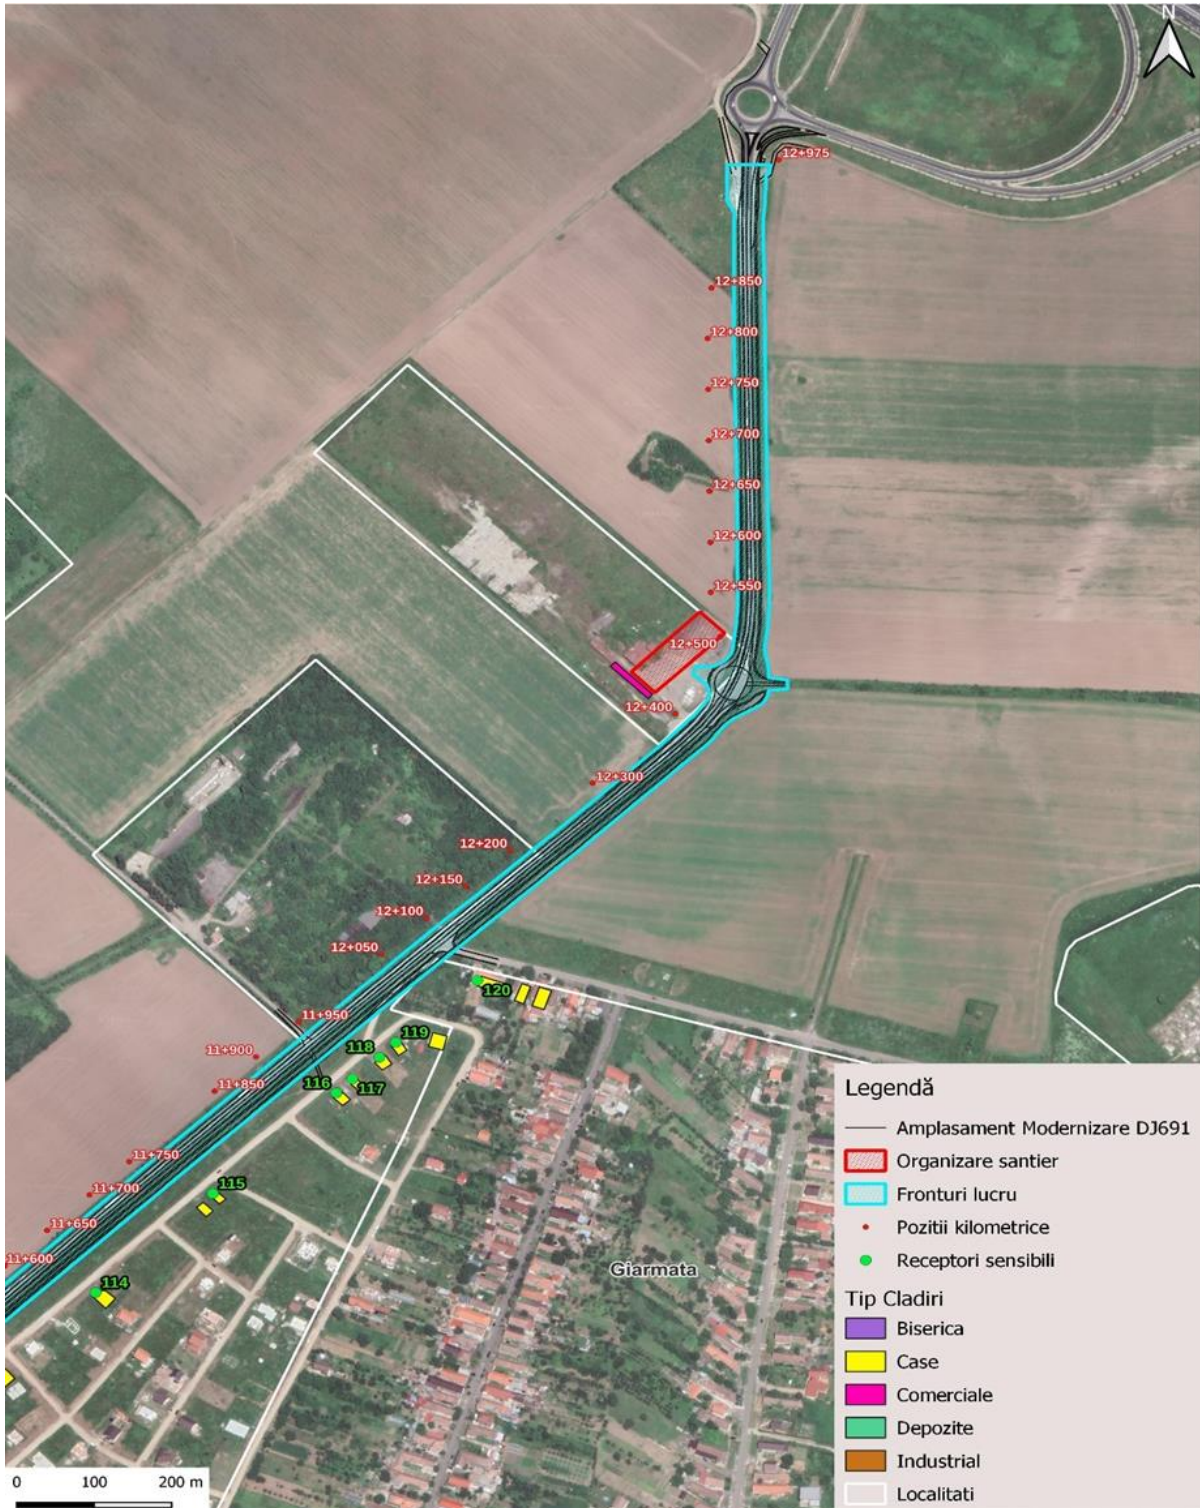 N
12+975
12+850
12+800
12+750
12+700
12+650
12+600
12+550
12+500
12+400
12+300
12+200
12+150
12+100
12+050
120
11+950
119
11+900
118
11+850
116
117
11+750
11+700
115
11+650
11+600
Giarmata
114
Legendă
Amplasament Modernizare DJ691
Organizare santier
Fronturi lucru
Pozitii kilometrice
Receptori sensibili
Tip Cladiri
Biserica
Case
Comerciale
Depozite
Industrial
Localitati
0 100 200 m